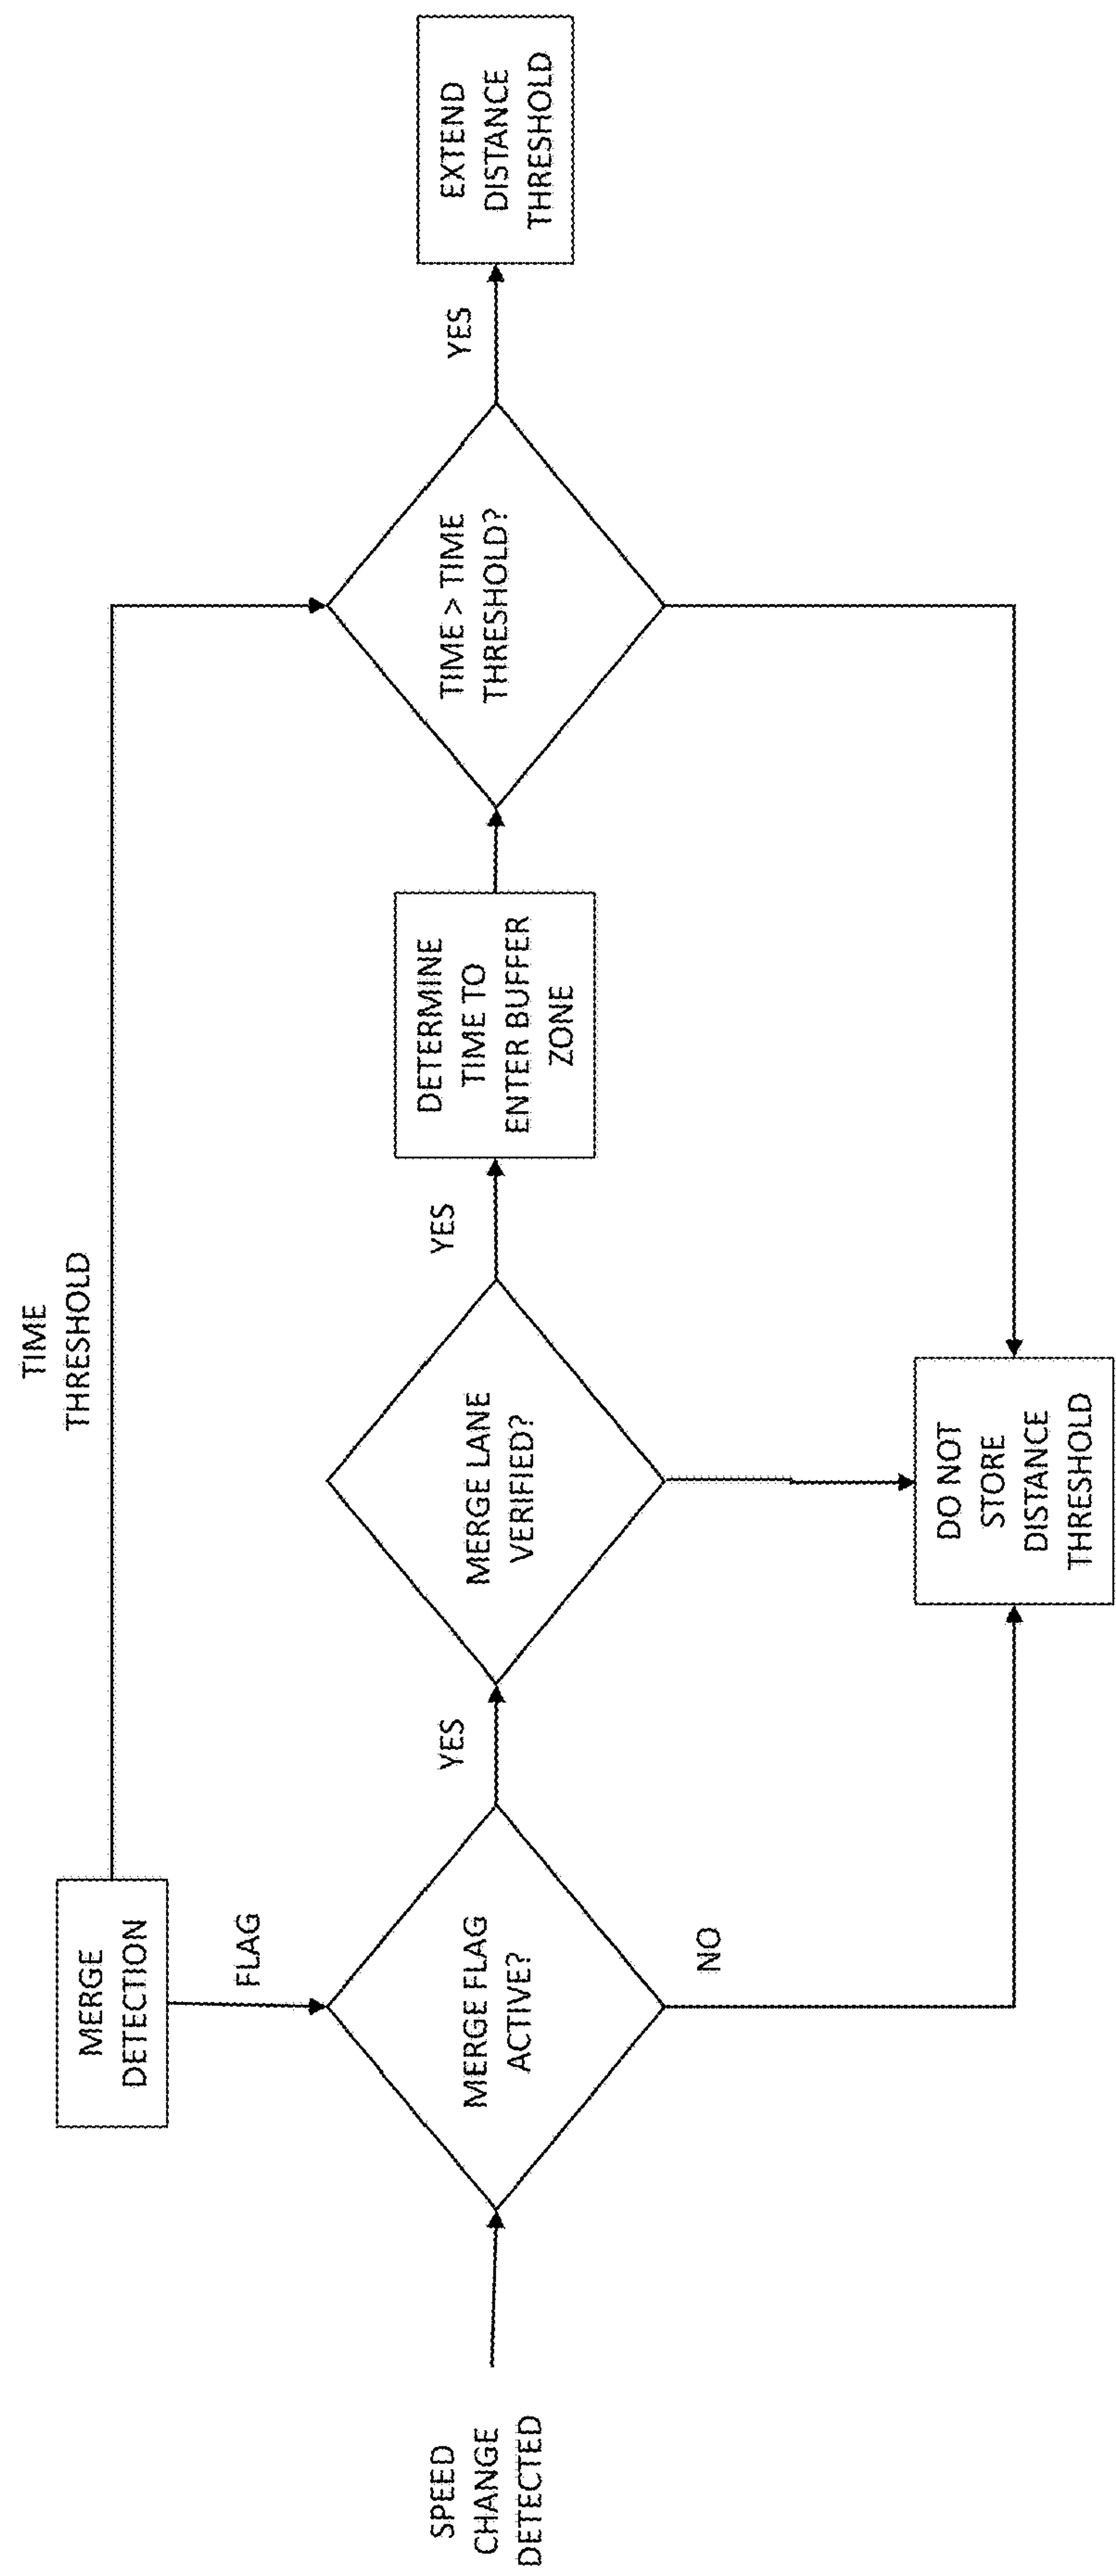 TIME
THRESHOLD
MERGE
DETECTION
FLAG
SPEED
CHANGE
DETECTED
MERGE FLAG
ACTIVE?
YES
MERGE LANE
VERIFIED?
YES
DETERMINE
TIME TO
ENTER BUFFER
ZONE
TIME > TIME
THRESHOLD?
YES
EXTEND
DISTANCE
THRESHOLD
NO
DO NOT
STORE
DISTANCE
THRESHOLD